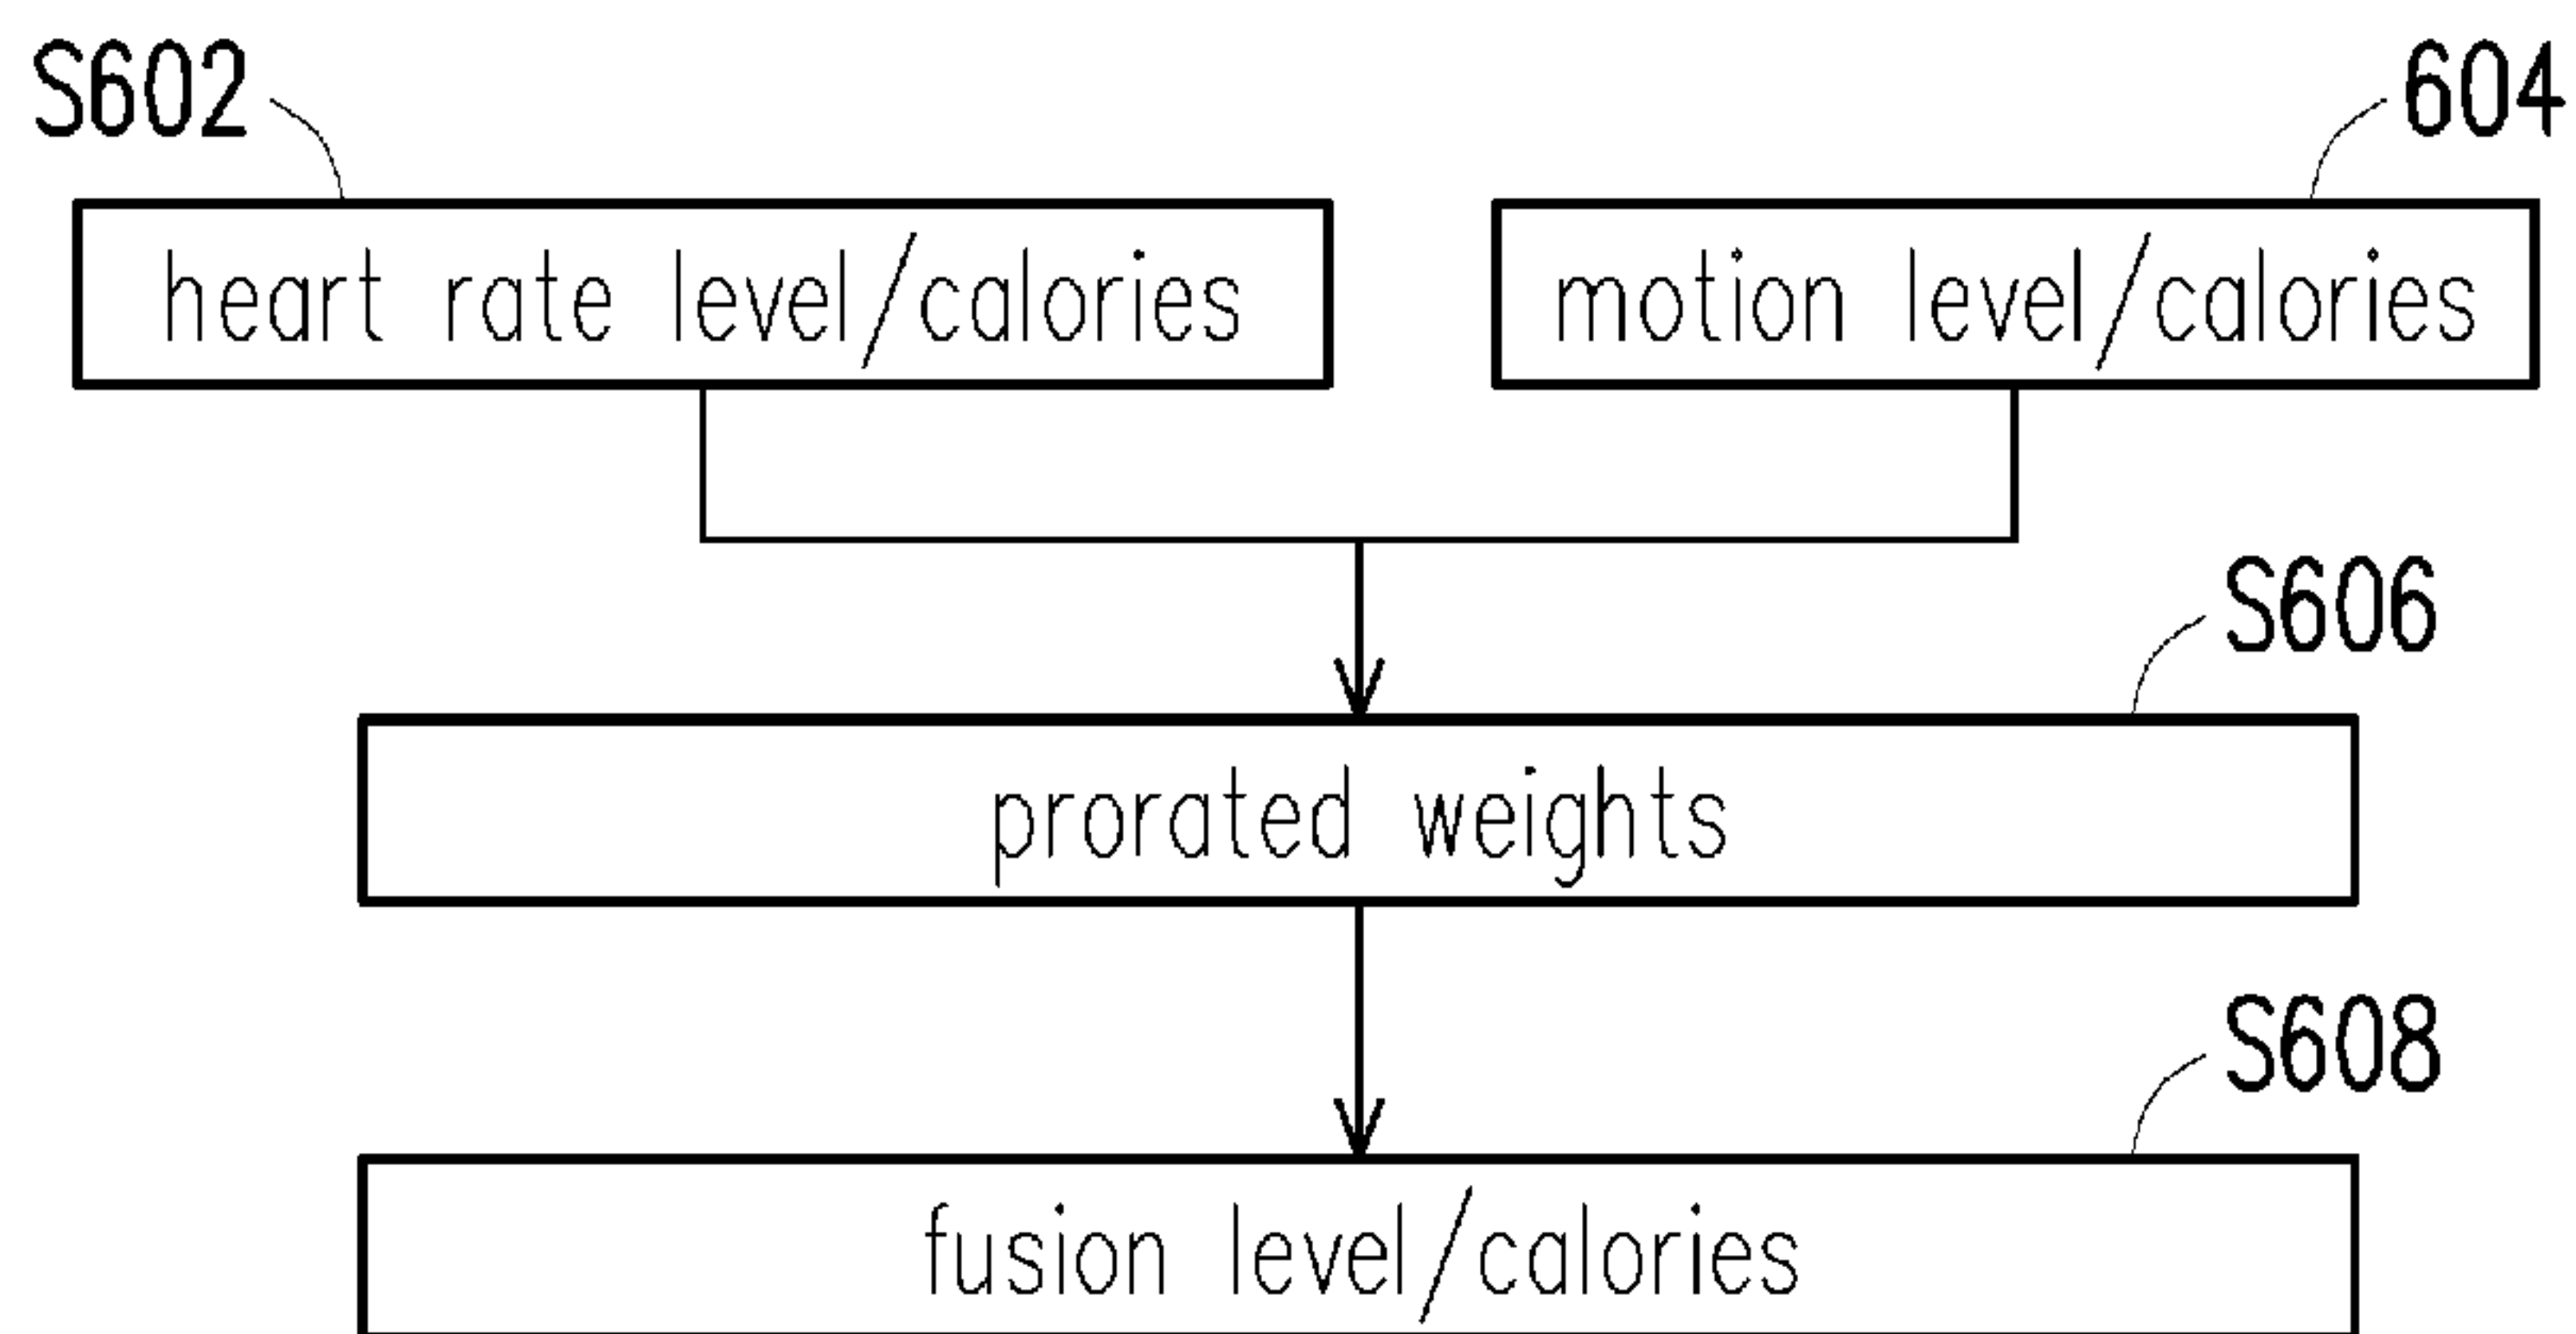 S602
604
heart rate level/calories
motion level/calories
S606
prorated weights
S608
fusion level/calories